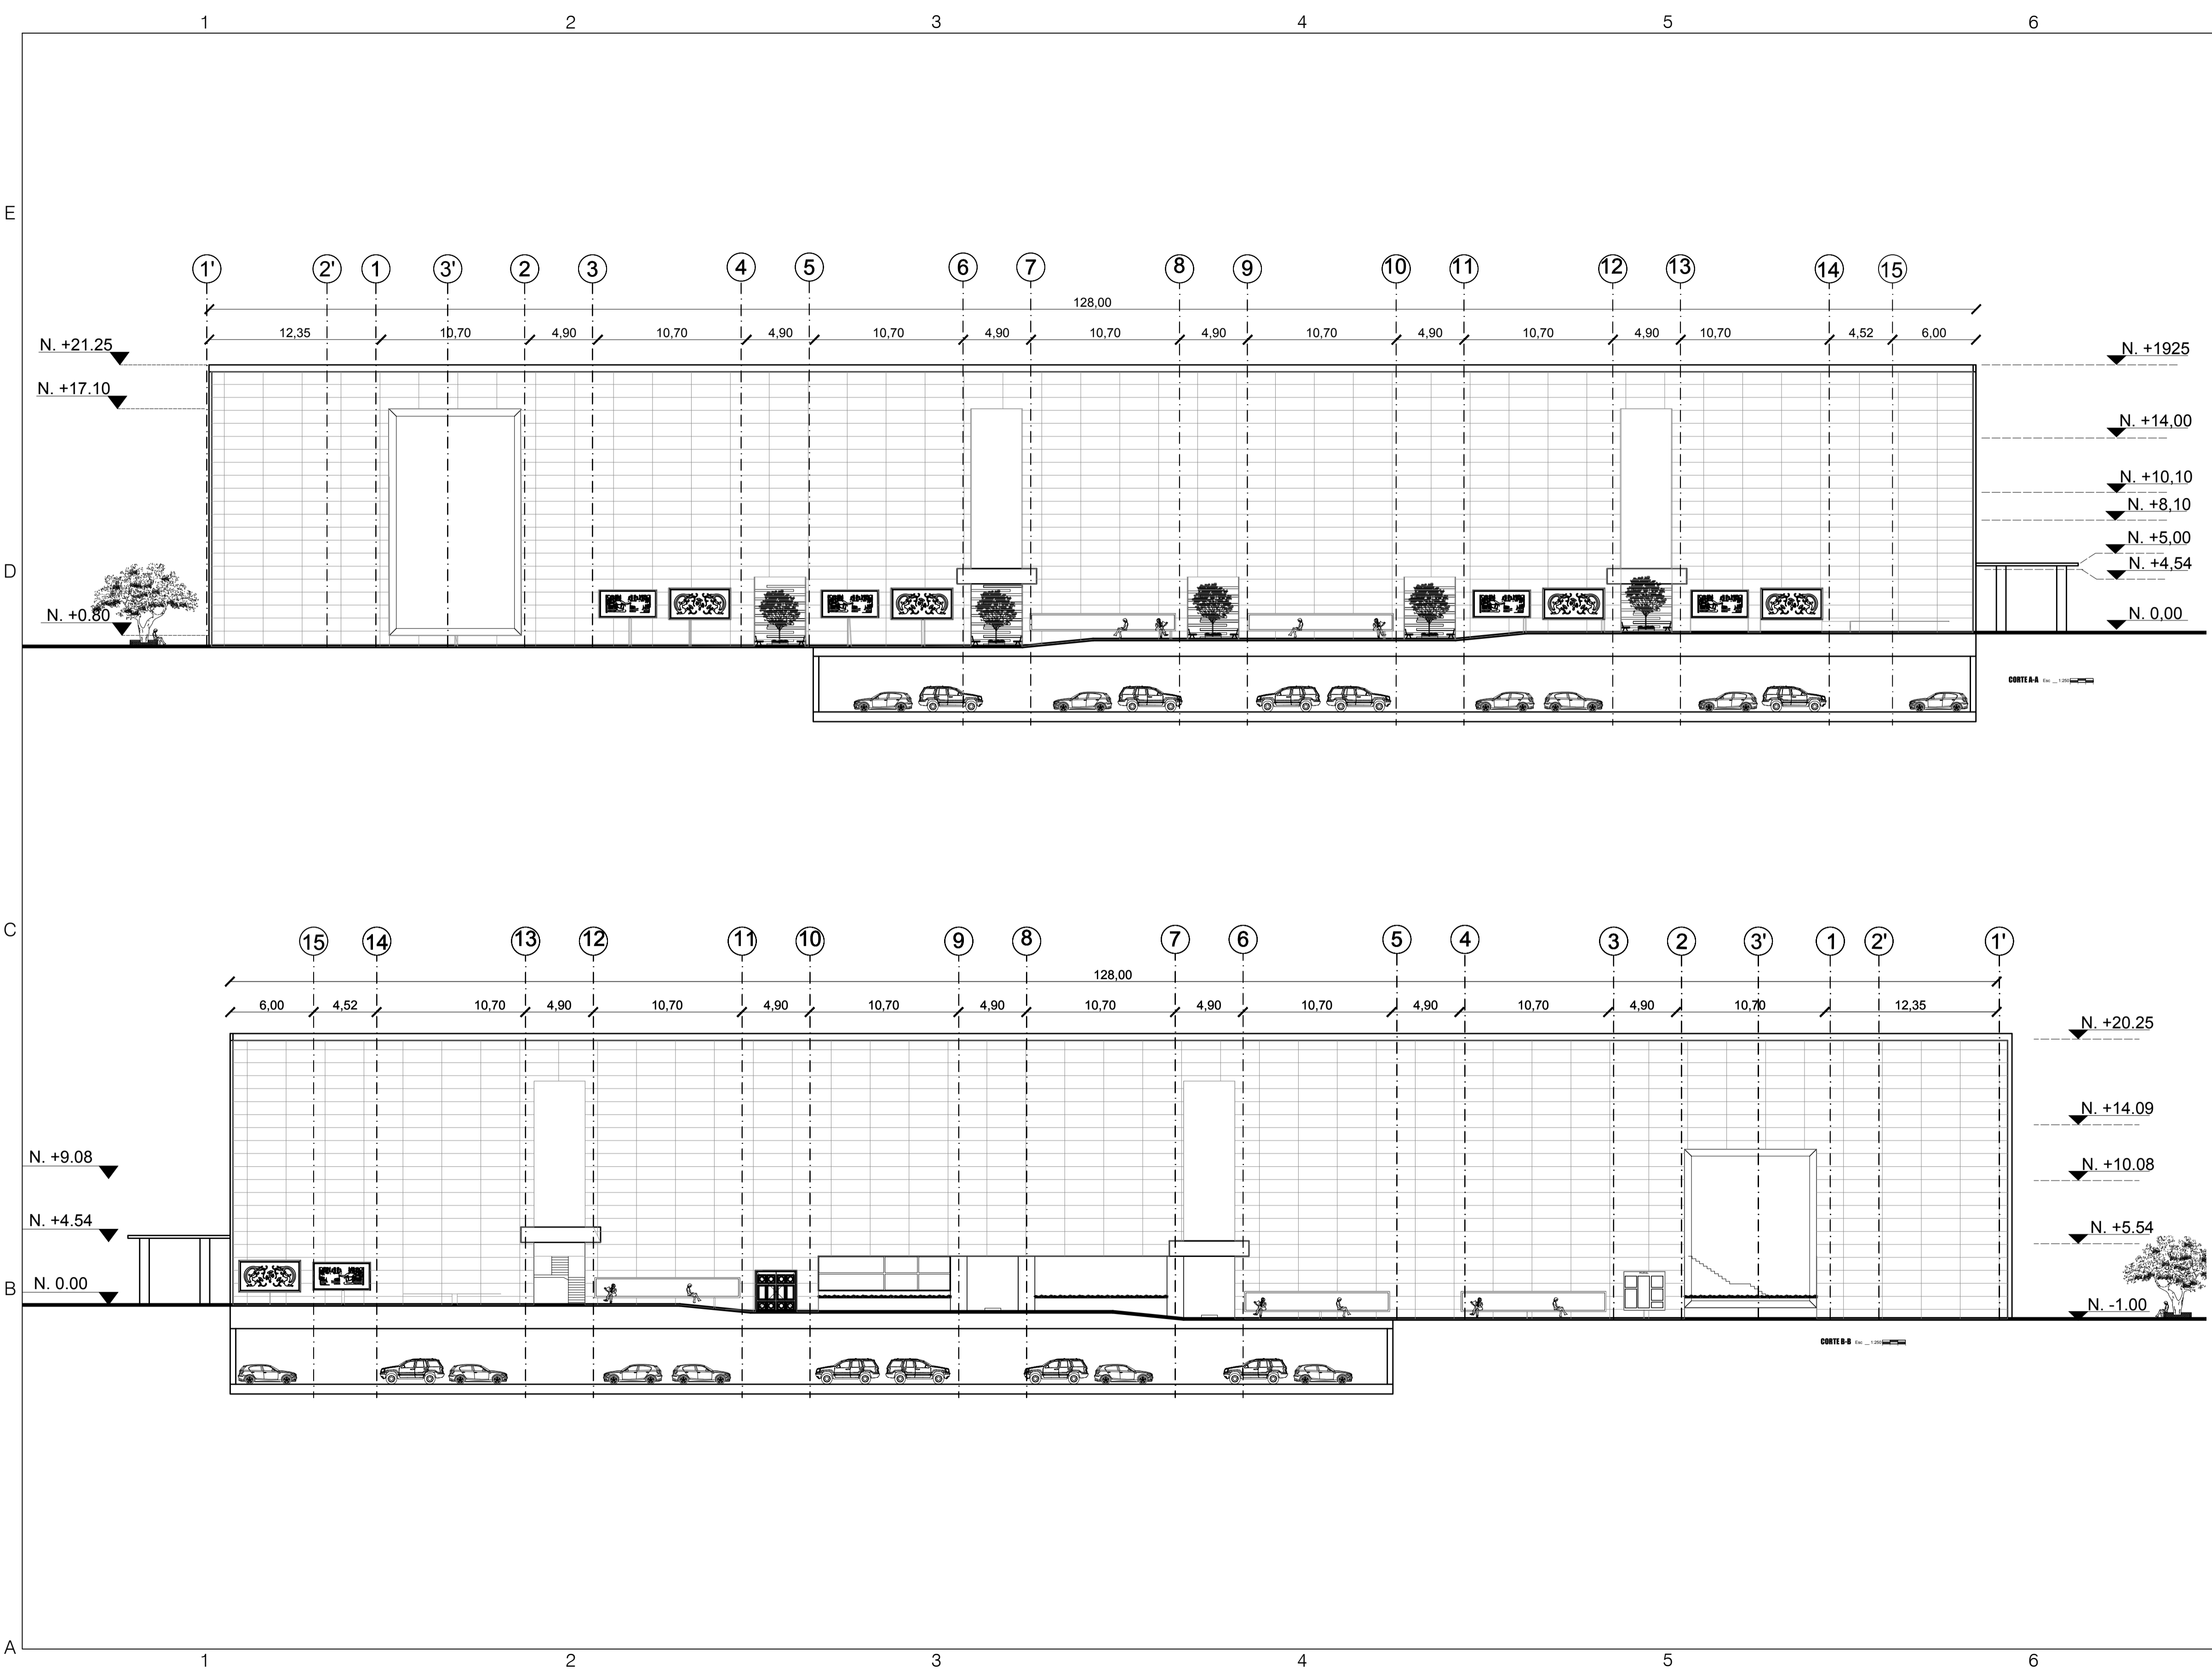 1 2 3 4 5 6
E
1' 2' 1 3' 2 3 4 5 6 7 8 9 10 11 12 13 14 15
128,00
12,35 10,70 4,90 10,70 4,90 10,70 4,90 10,70 4,90 10,70 4,90 10,70 4,90 10,70 4,52 6,00
N. +21.25
N. +1925
N. +17.10
N. +14,00
N. +10,10
N. +8,10
N. +5,00
D
N. +4,54
N. +0.80
N. 0,00
CORTE A-A Esc __ 1:250
C
15 14 13 12 11 10 9 8 7 6 5 4 3 2 3' 1 2' 1'
128,00
6,00 4,52 10,70 4,90 10,70 4,90 10,70 4,90 10,70 4,90 10,70 4,90 10,70 4,90 10,70 12,35
N. +20.25
N. +14.09
N. +9.08
N. +10.08
N. +4.54
N. +5.54
B
N. 0.00
N. -1.00
CORTE B-B Esc __ 1:250
A
1 2 3 4 5 6